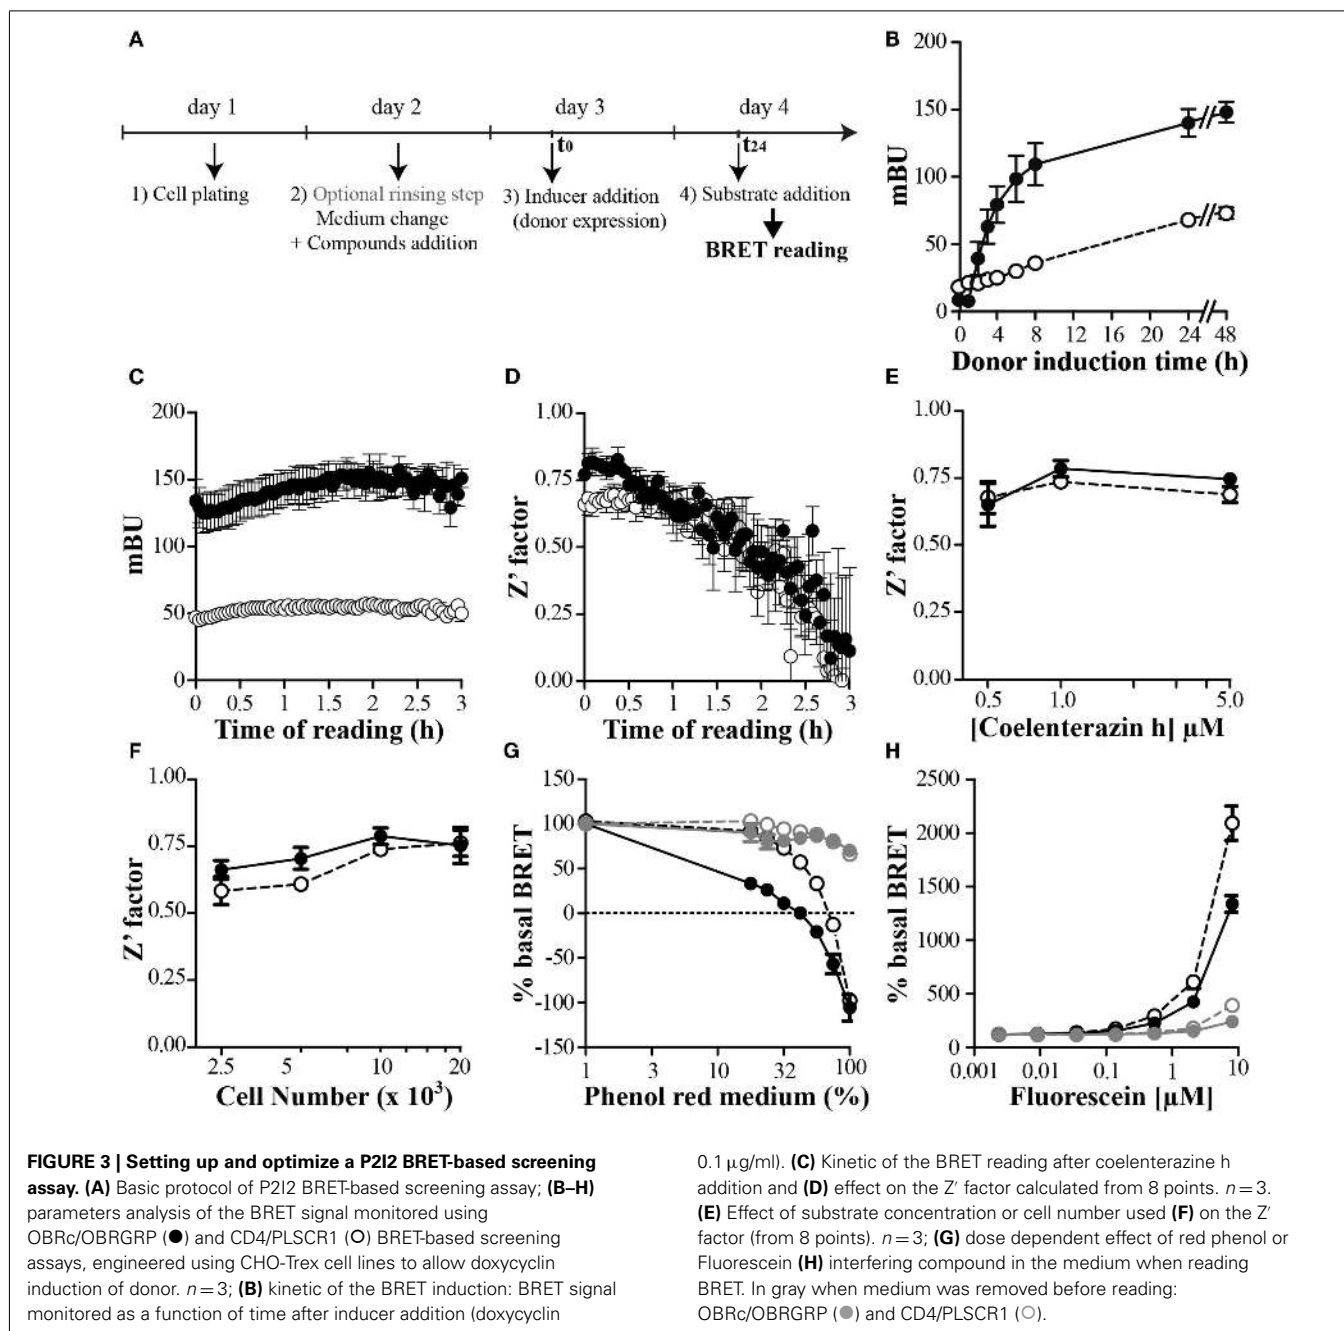 A
day 1 day 2 day 3 day 4
t0 t24
1) Cell plating
2) Optional rinsing step
Medium change
+ Compounds addition
3) Inducer addition
(donor expression)
4) Substrate addition
BRET reading
B
200
150
100
50
0
mBU
0 4 8 12 16 20 24 48
Donor induction time (h)
C
200
150
100
50
0
mBU
0 0.5 1 1.5 2 2.5 3
Time of reading (h)
D
1.00
0.75
0.50
0.25
0.00
Z' factor
0 0.5 1 1.5 2 2.5 3
Time of reading (h)
E
1.00
0.75
0.50
0.25
0.00
Z' factor
0.5 1.0 5.0
[Coelenterazin h] µM
F
1.00
0.75
0.50
0.25
0.00
Z' factor
2.5 5 10 20
Cell Number (x 10³)
G
150
100
50
0
-50
-100
-150
% basal BRET
1 3 10 32 100
Phenol red medium (%)
H
2500
2000
1500
1000
500
0
% basal BRET
0.001 0.01 0.1 1 10
Fluorescein [µM]
FIGURE 3 | Setting up and optimize a P2I2 BRET-based screening
assay. (A) Basic protocol of P2I2 BRET-based screening assay; (B–H)
parameters analysis of the BRET signal monitored using
OBRc/OBRGRP (●) and CD4/PLSCR1 (○) BRET-based screening
assays, engineered using CHO-Trex cell lines to allow doxycyclin
induction of donor. n = 3; (B) kinetic of the BRET induction: BRET signal
monitored as a function of time after inducer addition (doxycyclin
0.1 µg/ml). (C) Kinetic of the BRET reading after coelenterazine h
addition and (D) effect on the Z' factor calculated from 8 points. n = 3.
(E) Effect of substrate concentration or cell number used (F) on the Z'
factor (from 8 points). n = 3; (G) dose dependent effect of red phenol or
Fluorescein (H) interfering compound in the medium when reading
BRET. In gray when medium was removed before reading:
OBRc/OBRGRP (●) and CD4/PLSCR1 (○).